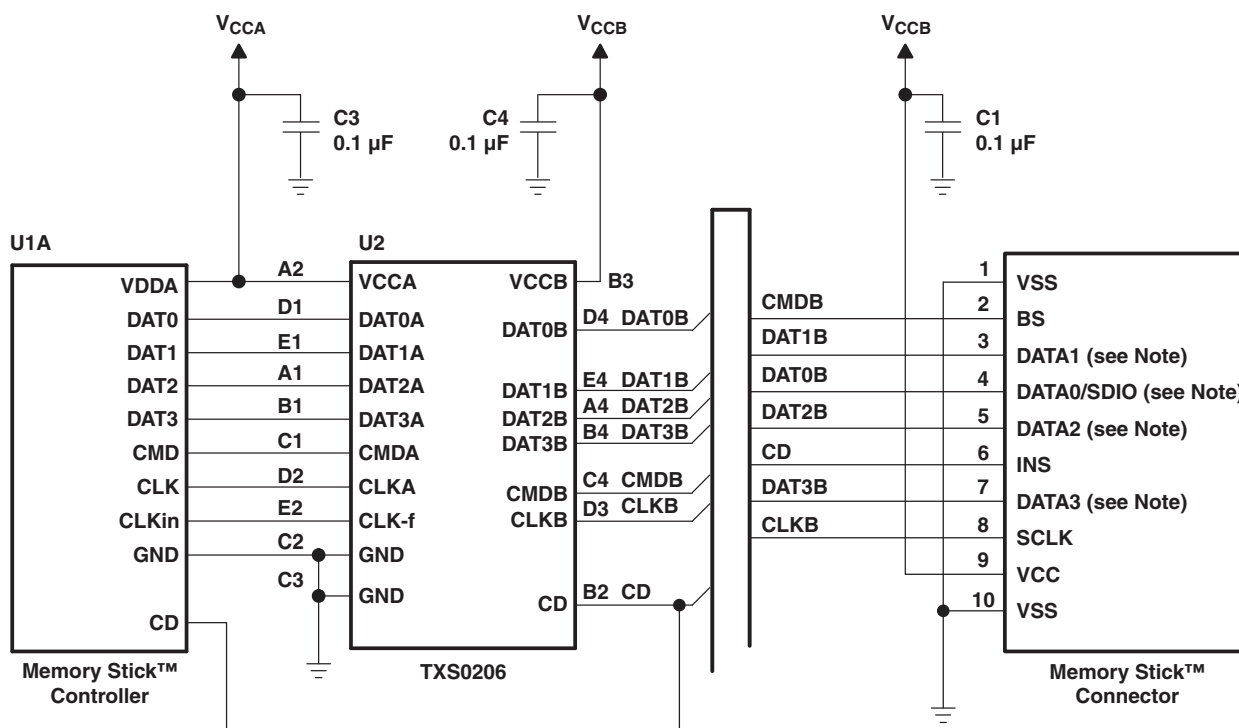 VCCA
VCCB
VCCB
C3
0.1 µF
C4
0.1 µF
C1
0.1 µF
U1A
VDDA
DAT0
DAT1
DAT2
DAT3
CMD
CLK
CLKin
GND
CD
Memory Stick™
Controller
A2
D1
E1
A1
B1
C1
D2
E2
C2
C3
U2
VCCA
DAT0A
DAT1A
DAT2A
DAT3A
CMDA
CLKA
CLK-f
GND
GND
VCCB
DAT0B
DAT1B
DAT2B
DAT3B
CMDB
CLKB
CD
TXS0206
B3
D4 DAT0B
E4 DAT1B
A4 DAT2B
B4 DAT3B
C4 CMDB
D3 CLKB
B2 CD
CMDB
DAT1B
DAT0B
DAT2B
CD
DAT3B
CLKB
1 VSS
2 BS
3 DATA1 (see Note)
4 DATA0/SDIO (see Note)
5 DATA2 (see Note)
6 INS
7 DATA3 (see Note)
8 SCLK
9 VCC
10 VSS
Memory Stick™
Connector